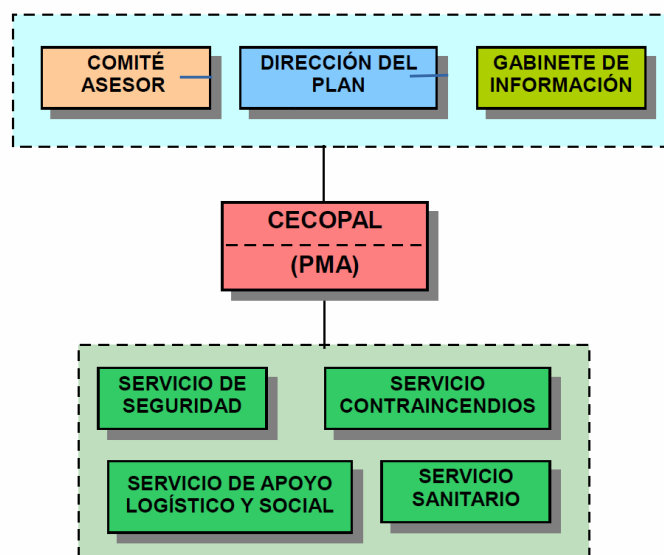 COMITÉ
ASESOR
DIRECCIÓN DEL
PLAN
GABINETE DE
INFORMACIÓN
CECOPAL
(PMA)
SERVICIO DE
SEGURIDAD
SERVICIO
CONTRAINCENDIOS
SERVICIO DE APOYO
LOGÍSTICO Y SOCIAL
SERVICIO
SANITARIO